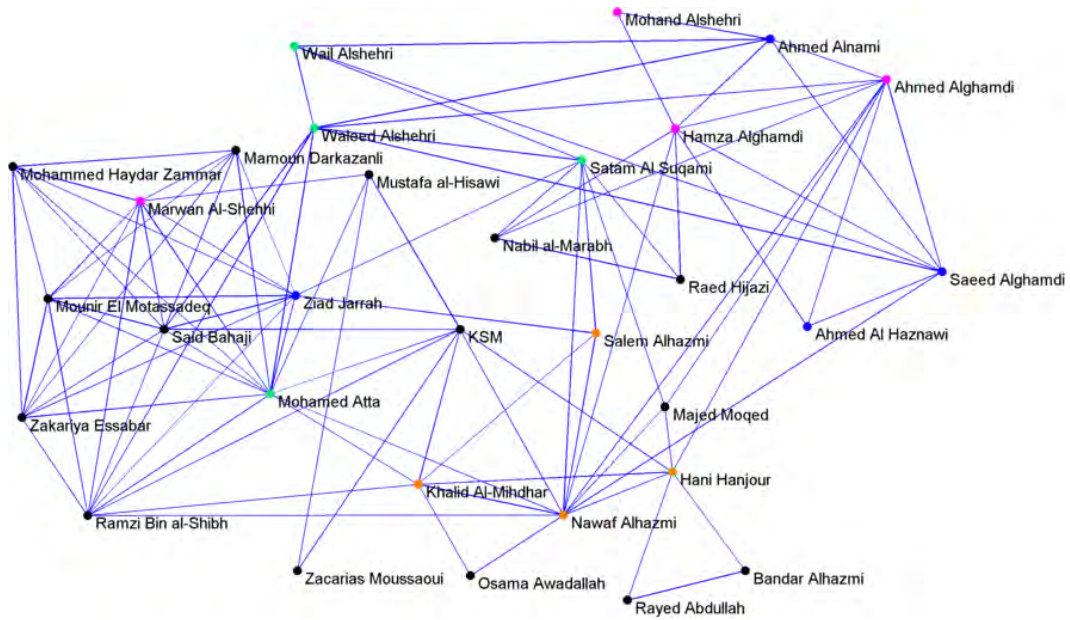 Mohand Alshehri
Ahmed Alnami
Wail Alshehri
Ahmed Alghamdi
Waleed Alshehri
Hamza Alghamdi
Mamoun Darkazanli
Satam Al Suqami
Mohammed Haydar Zammar
Mustafa al-Hisawi
Marwan Al-Shehhi
Nabil al-Marabh
Saeed Alghamdi
Raed Hijazi
Mounir El Motassadeq
Ziad Jarrah
Said Bahaji
KSM
Salem Alhazmi
Ahmed Al Haznawi
Mohamed Atta
Majed Moqed
Zakariya Essabar
Hani Hanjour
Khalid Al-Mihdhar
Ramzi Bin al-Shibh
Nawaf Alhazmi
Zacarias Moussaoui
Osama Awadallah
Bandar Alhazmi
Rayed Abdullah